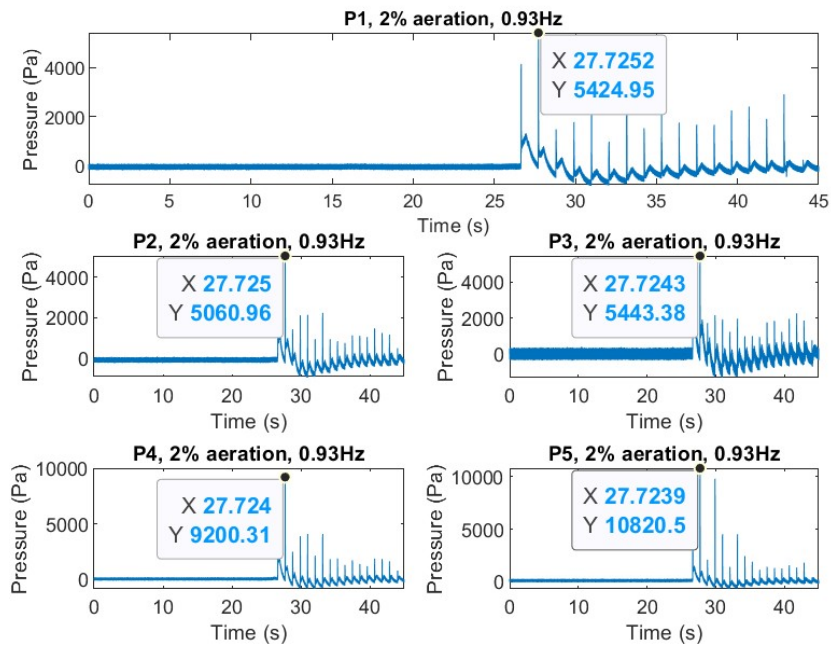 P1, 2% aeration, 0.93Hz
Pressure (Pa)
4000
2000
0
X 27.7252
Y 5424.95
0 5 10 15 20 25 30 35 40 45
Time (s)
P2, 2% aeration, 0.93Hz
Pressure (Pa)
4000
2000
0
X 27.725
Y 5060.96
0 10 20 30 40
Time (s)
P3, 2% aeration, 0.93Hz
Pressure (Pa)
4000
2000
0
X 27.7243
Y 5443.38
0 10 20 30 40
Time (s)
P4, 2% aeration, 0.93Hz
Pressure (Pa)
10000
5000
0
X 27.724
Y 9200.31
0 10 20 30 40
Time (s)
P5, 2% aeration, 0.93Hz
Pressure (Pa)
10000
5000
0
X 27.7239
Y 10820.5
0 10 20 30 40
Time (s)